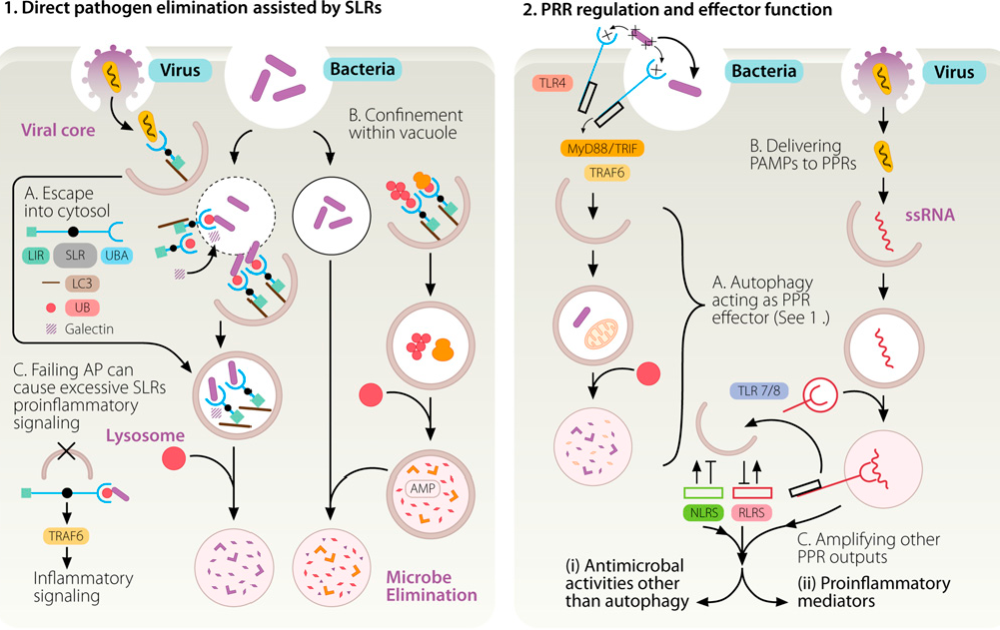 1. Direct pathogen elimination assisted by SLRs
Virus
Bacteria
Viral core
B. Confinement
within vacuole
A. Escape
into cytosol
LIR
SLR
UBA
LC3
UB
Galectin
C. Failing AP can
cause excessive SLRs
proinflammatory
signaling
Lysosome
TRAF6
Inflammatory
signaling
AMP
Microbe
Elimination
2. PRR regulation and effector function
TLR4
Bacteria
Virus
MyD88/TRIF
TRAF6
B. Delivering
PAMPs to PPRs
ssRNA
A. Autophagy
acting as PPR
effector (See 1.)
TLR 7/8
NLRS
RLRS
C. Amplifying other
PPR outputs
(i) Antimicrobial
activities other
than autophagy
(ii) Proinflammatory
mediators